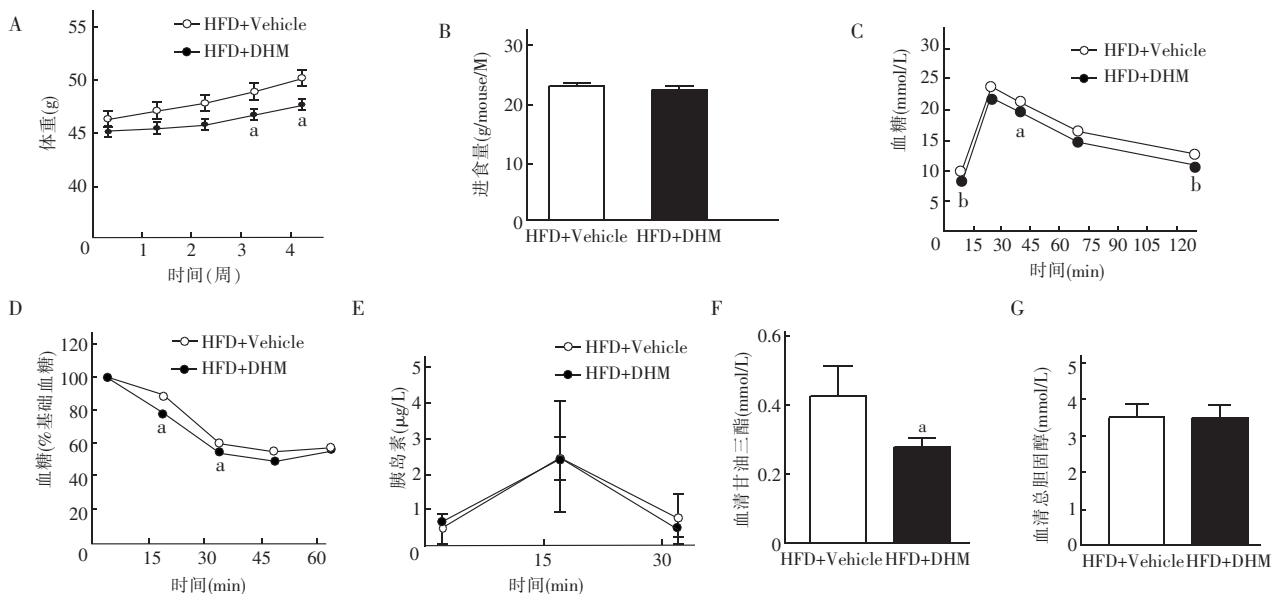 A
HFD+Vehicle
HFD+DHM
55
50
45
40
0
体重(g)
a
a
1
2
3
4
时间(周)
B
30
20
10
0
进食量(g/mouse/M)
HFD+Vehicle
HFD+DHM
C
HFD+Vehicle
HFD+DHM
30
25
20
15
10
5
0
血糖(mmol/L)
b
a
b
15
30
45
60
75
90
105
120
时间(min)
D
HFD+Vehicle
HFD+DHM
120
100
80
60
40
20
0
血糖(%基础血糖)
a
a
15
30
45
60
时间(min)
E
HFD+Vehicle
HFD+DHM
5
4
3
2
1
0
胰岛素(μg/L)
15
30
时间(min)
F
0.6
0.4
0.2
0
血清甘油三酯(mmol/L)
a
HFD+Vehicle
HFD+DHM
G
5
4
3
2
1
0
血清总胆固醇(mmol/L)
HFD+Vehicle
HFD+DHM